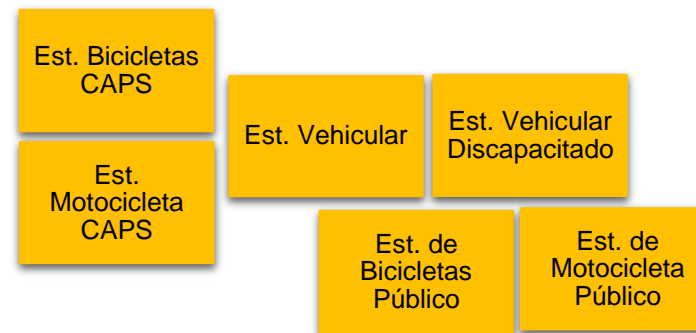 Est. Bicicletas
CAPS
Est.
Motocicleta
CAPS
Est. Vehicular
Est. Vehicular
Discapacitado
Est. de
Bicicletas
Público
Est. de
Motocicleta
Público